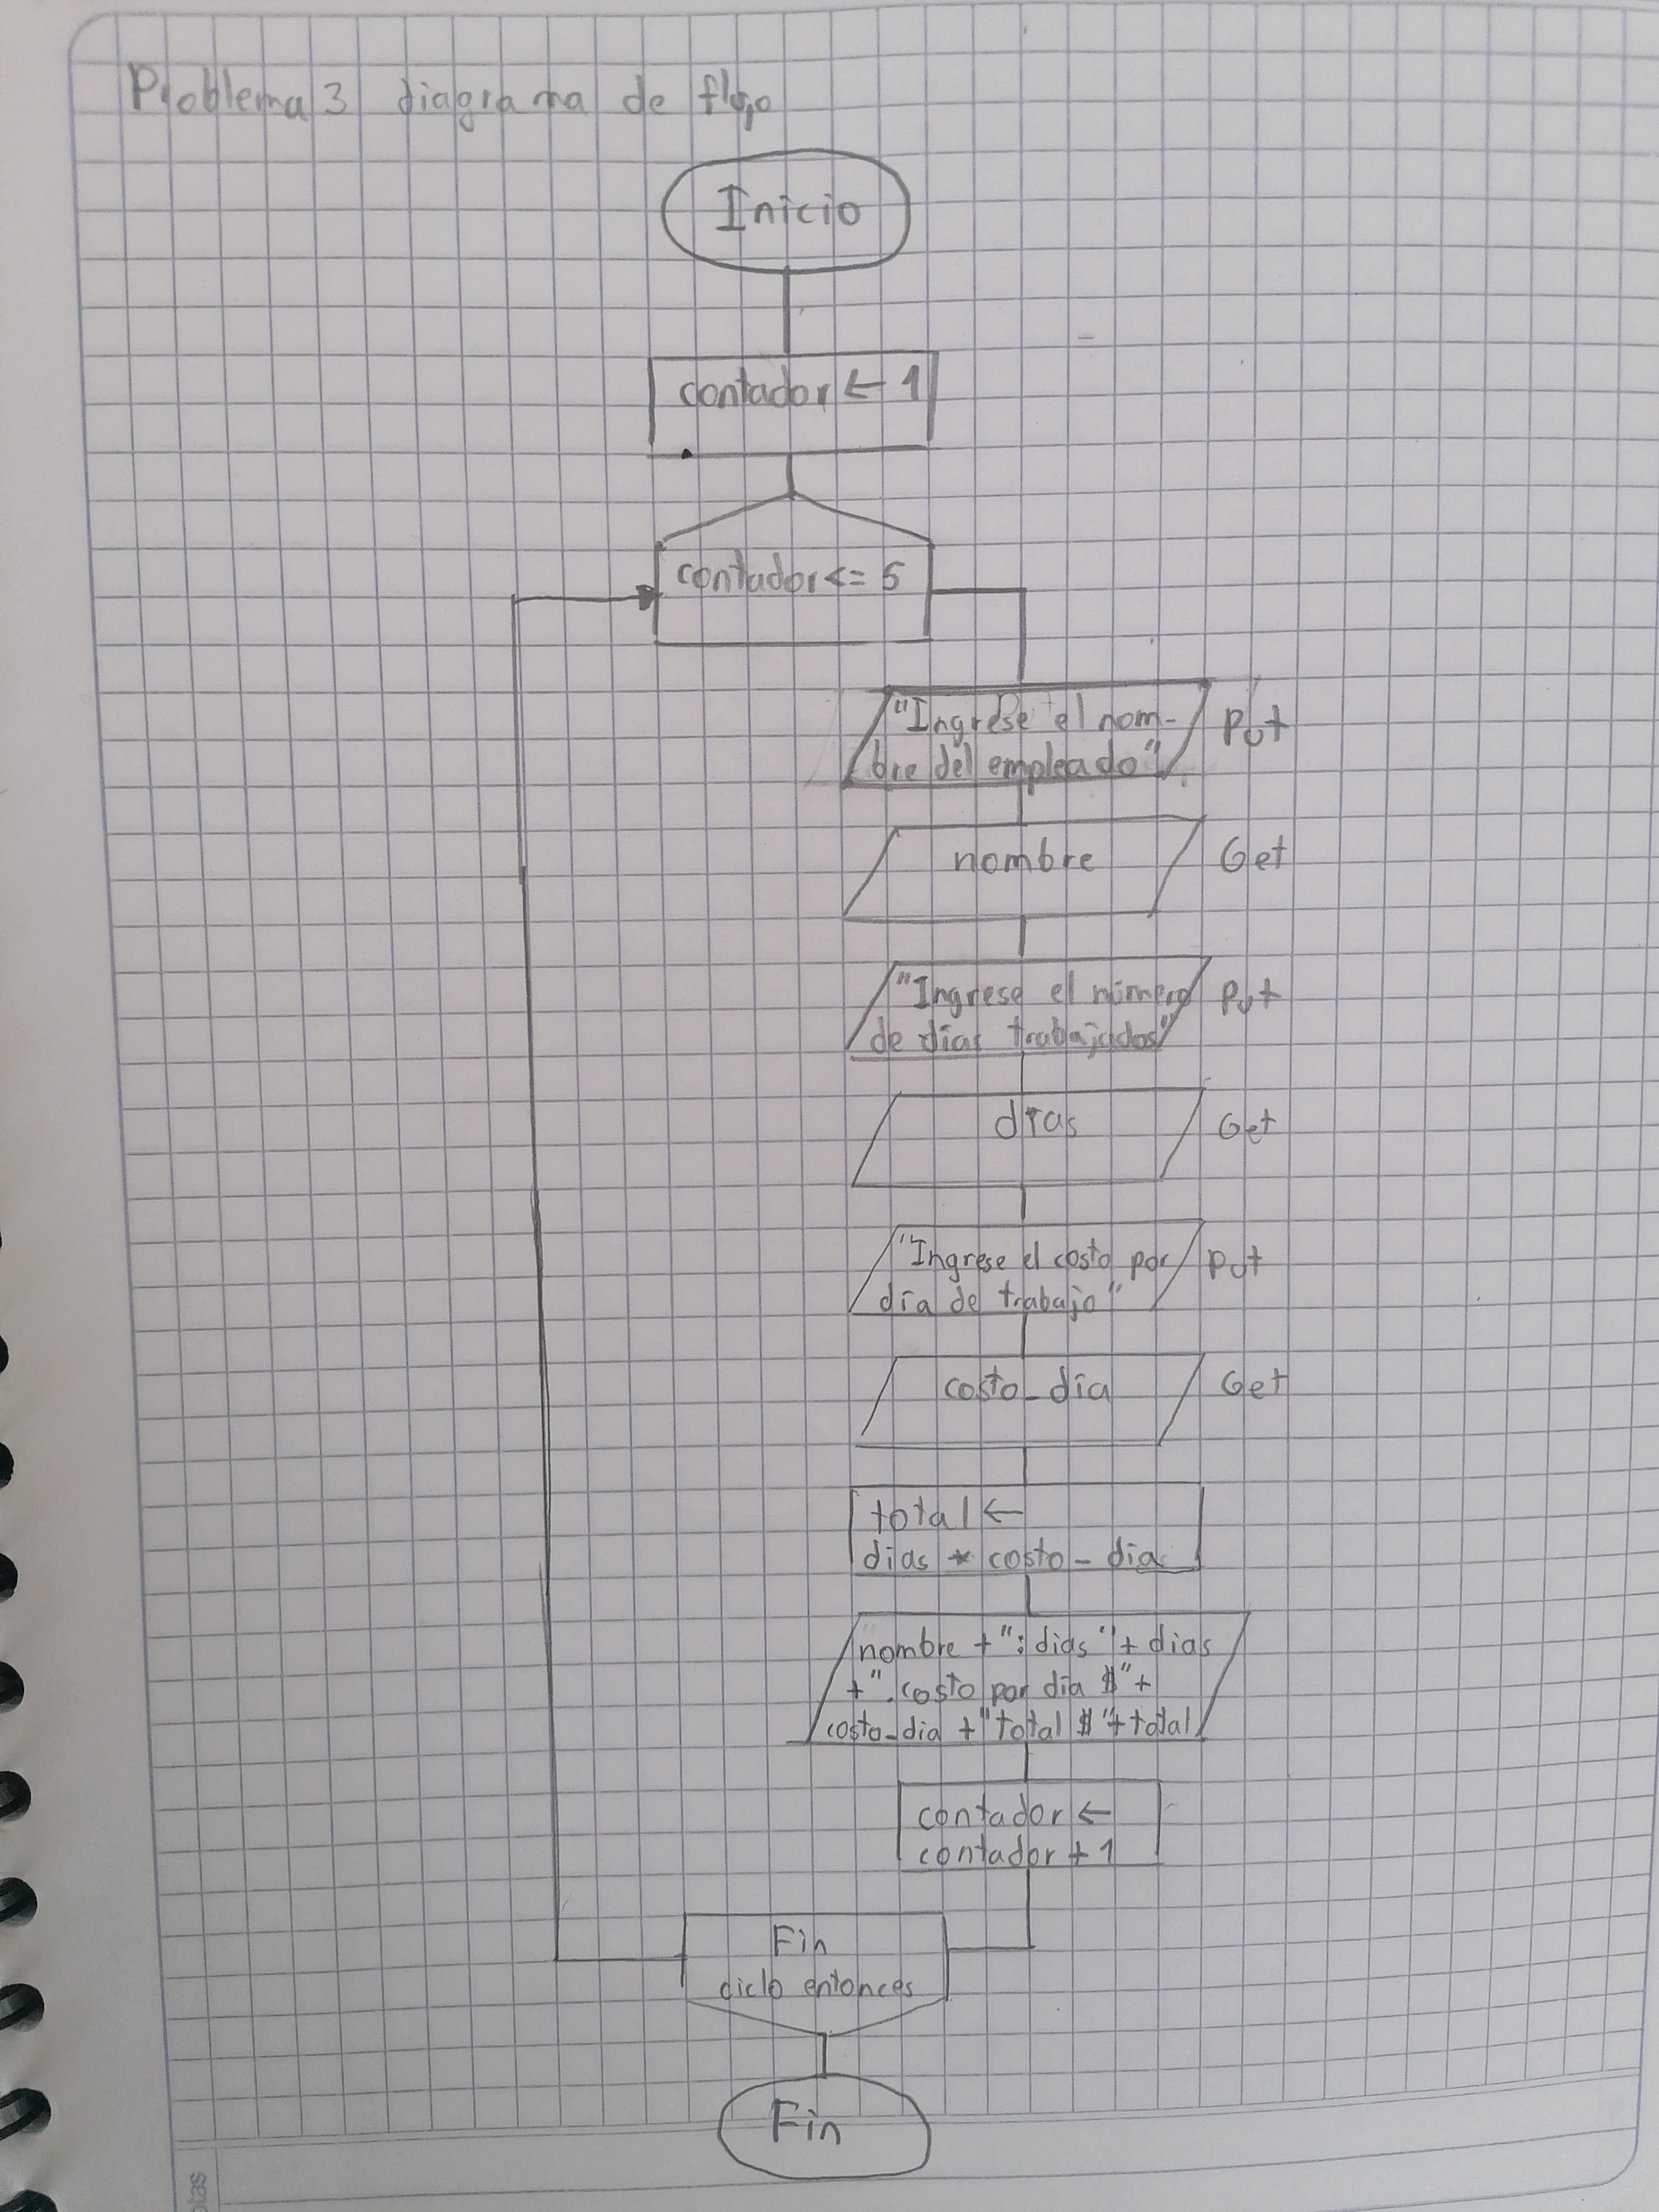 Problema 3 diagrama de flujo
Inicio
contador ← 1
contador <= 5
"Ingrese el nom-
bre del empleado"
Put
nombre
Get
"Ingrese el número
de días trabajados"
Put
dias
Get
"Ingrese el costo por
día de trabajo"
Put
costo_dia
Get
total ←
dias * costo_dia
nombre + ": dias " + dias
+ ". costo por dia $" +
costo_dia + "total $" + total
contador ←
contador + 1
Fin
ciclo entonces
Fin